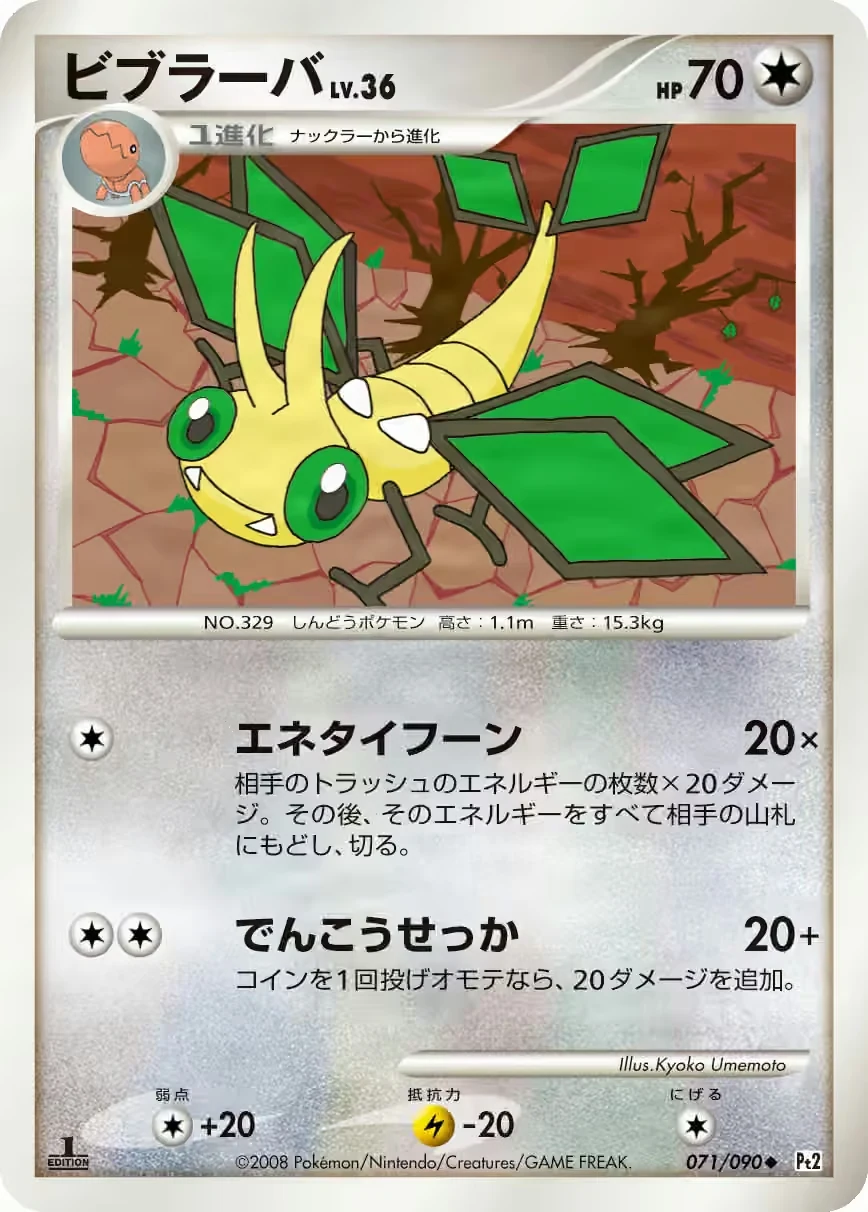 ビブラーバ LV.36 HP 70
1進化 ナックラーから進化
NO.329 しんどうポケモン 高さ：1.1m 重さ：15.3kg
エネタイフーン 20×
相手のトラッシュのエネルギーの枚数×20ダメー
ジ。その後、そのエネルギーをすべて相手の山札
にもどし、切る。
でんこうせっか 20+
コインを1回投げオモテなら、20ダメージを追加。
Illus.Kyoko Umemoto
弱点 抵抗力 にげる
+20 -20
1 EDITION
©2008 Pokémon/Nintendo/Creatures/GAME FREAK. 071/090 Pt2